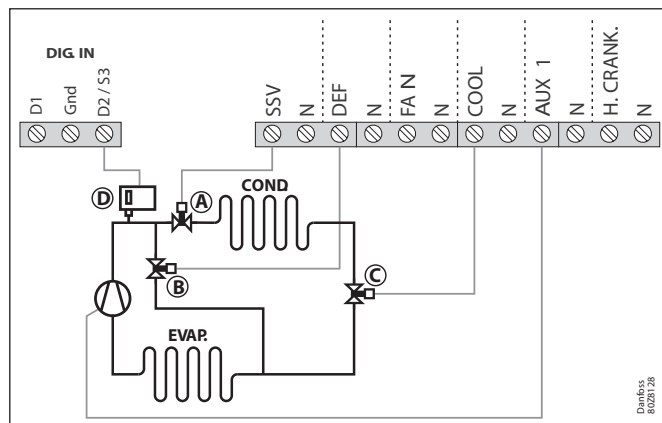 DIG. IN
D1
Gnd
D2 / S3
SSV
N
DEF
N
FA N
N
COOL
N
AUX 1
N
H. CRANK.
N
D
A
COND.
B
C
EVAP.
Danfoss
80Z8128